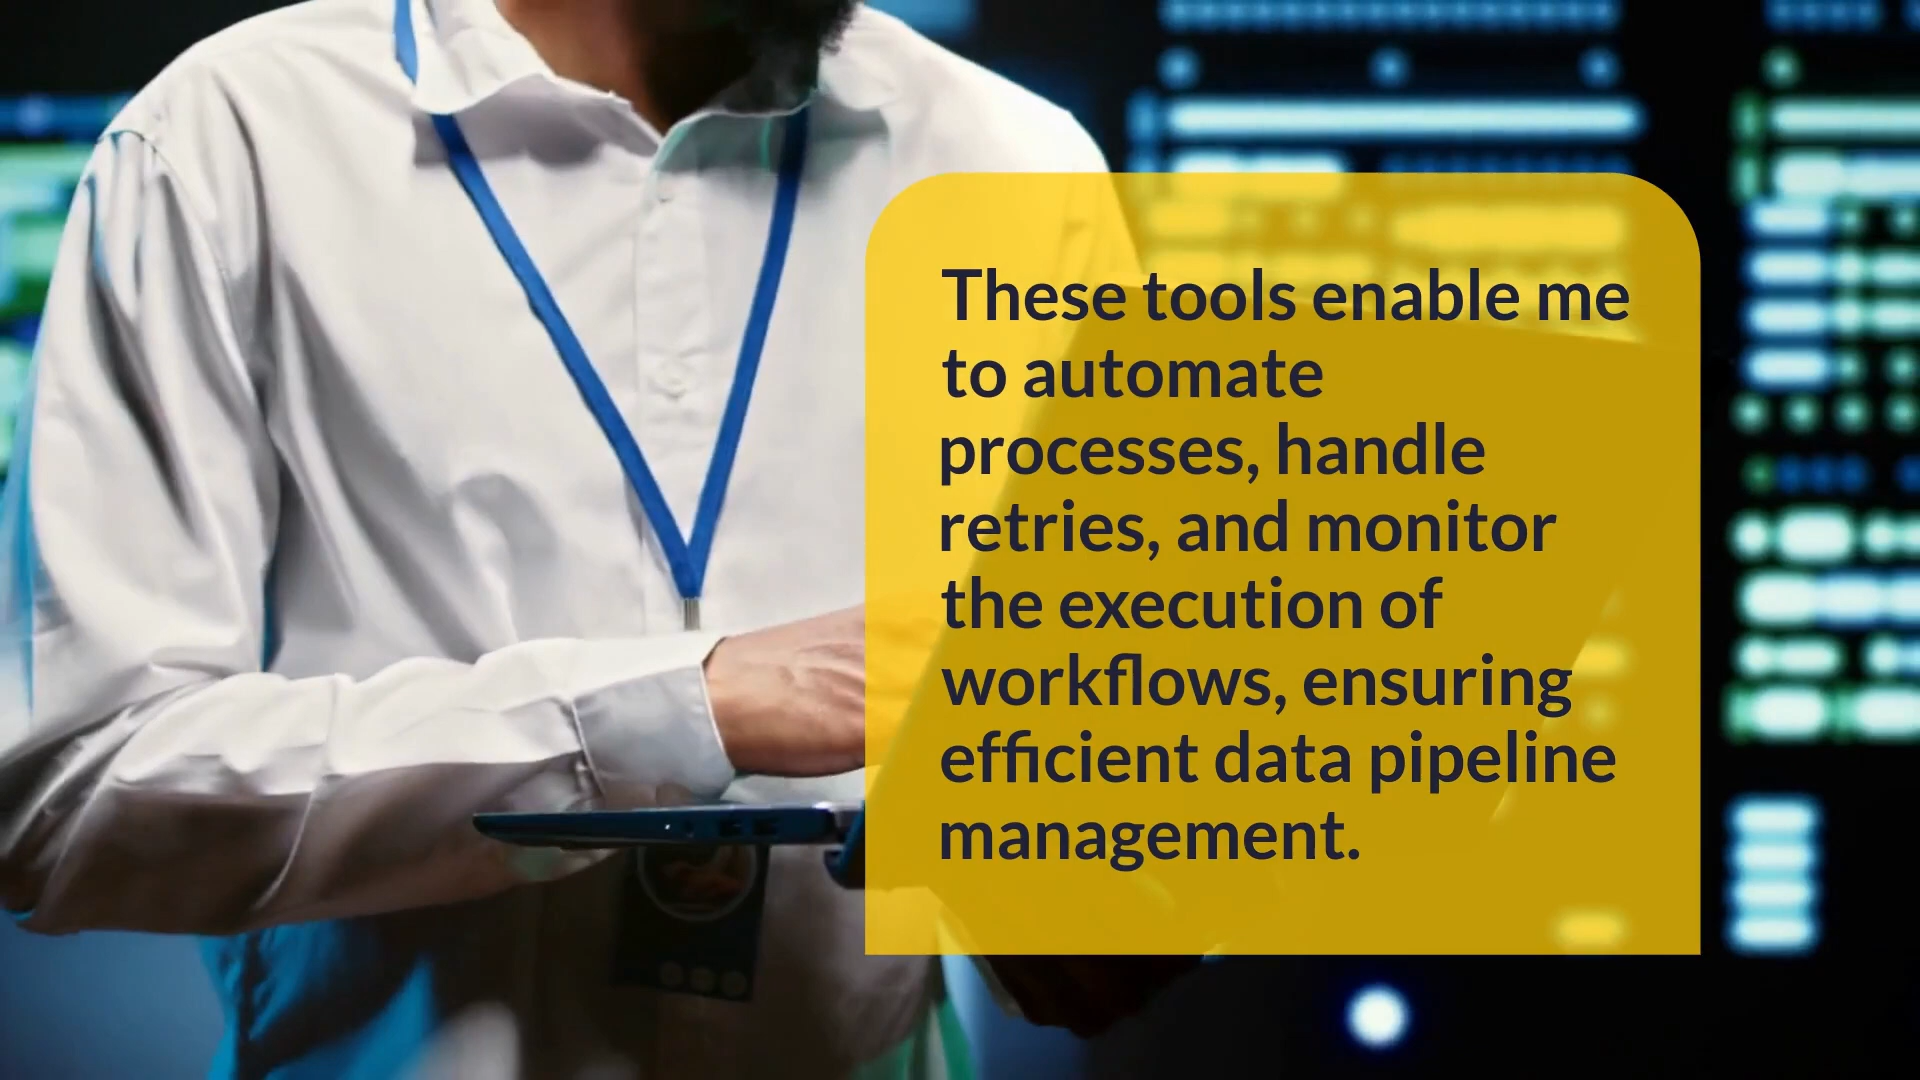 These tools enable me
to automate
processes, handle
retries, and monitor
the execution of
workflows, ensuring
efficient data pipeline
management.